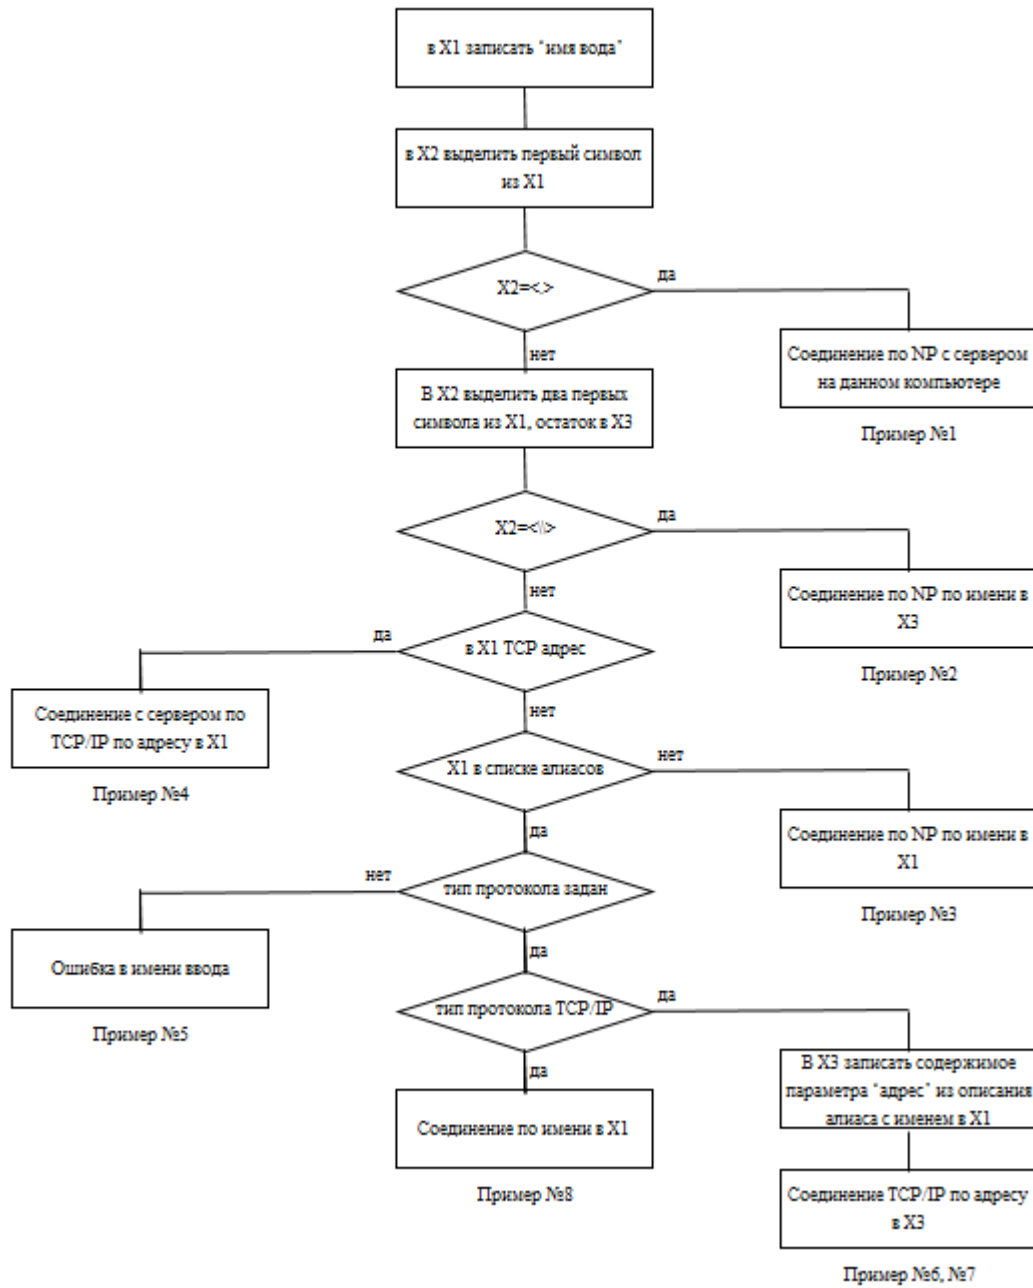 в X1 записать "имя вода"
в X2 выделить первый символ
из X1
X2=<.>
да
нет
Соединение по NP с сервером
на данном компьютере
Пример №1
В X2 выделить два первых
символа из X1, остаток в X3
X2=<\\>
да
нет
Соединение по NP по имени в
X3
Пример №2
в X1 TCP адрес
да
нет
Соединение с сервером по
TCP/IP по адресу в X1
Пример №4
X1 в списке алиасов
нет
да
Соединение по NP по имени в
X1
Пример №3
тип протокола задан
нет
да
Ошибка в имени ввода
Пример №5
тип протокола TCP/IP
да
да
В X3 записать содержимое
параметра "адрес" из описания
алиаса с именем в X1
Соединение по имени в X1
Пример №8
Соединение TCP/IP по адресу
в X3
Пример №6, №7